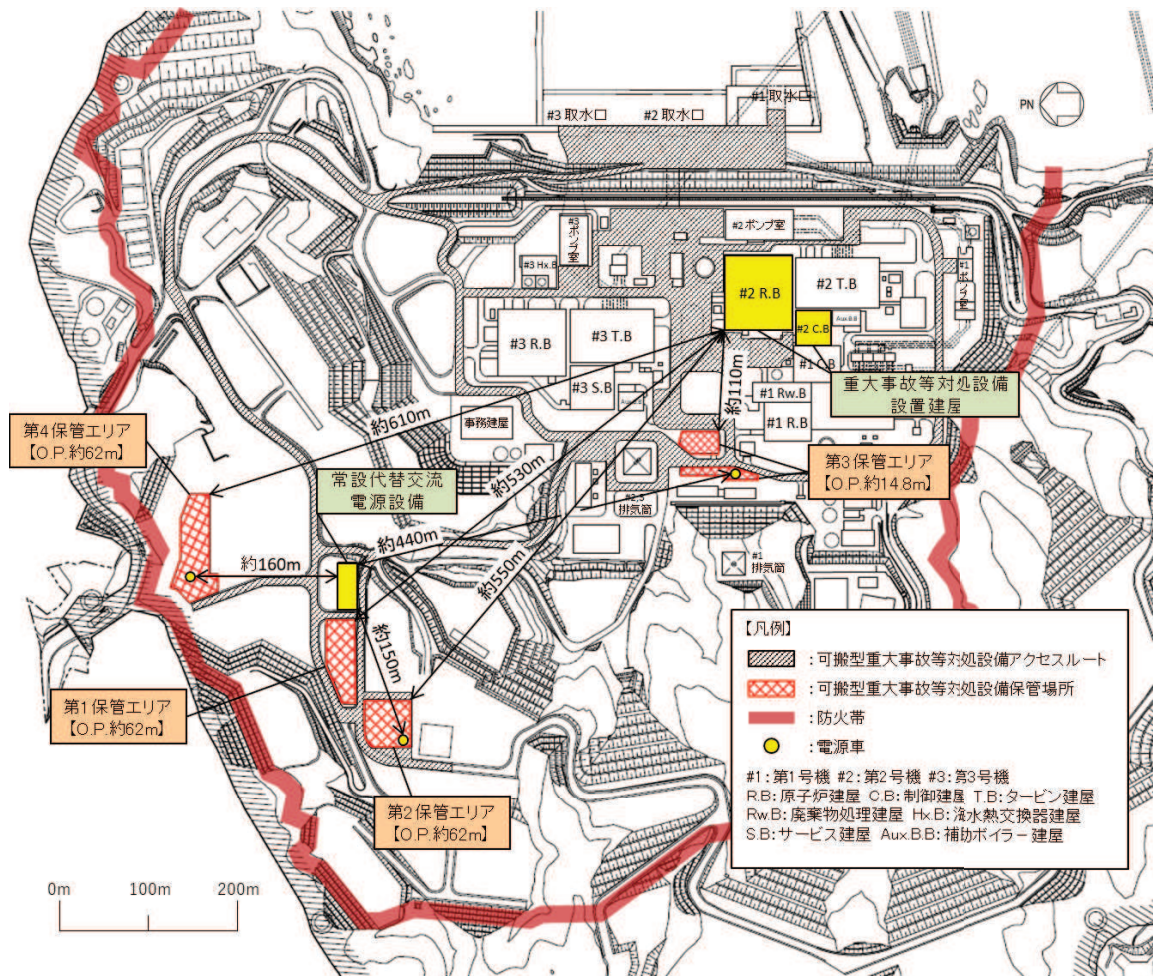 #1 取水口
#3 取水口
#2 取水口
PN
#3
ポンプ室
#2 ポンプ室
#1
ポンプ室
#3 Hx.B
#2 R.B
#2 T.B
#3 R.B
#3 T.B
#2 C.B
Aux.B.B
#3 S.B
#1 Rw.B
#1 R.B
重大事故等対処設備
設置建屋
約110m
約610m
事務建屋
第4保管エリア
【O.P.約62m】
約530m
第3保管エリア
【O.P.約14.8m】
常設代替交流
電源設備
排気筒
約440m
約550m
#1
排気筒
約160m
約150m
第1保管エリア
【O.P.約62m】
第2保管エリア
【O.P.約62m】
【凡例】
:可搬型重大事故等対処設備アクセスルート
:可搬型重大事故等対処設備保管場所
:防火帯
:電源車
#1:第1号機 #2:第2号機 #3:第3号機
R.B:原子炉建屋 C.B:制御建屋 T.B:タービン建屋
Rw.B:廃棄物処理建屋 Hx.B:海水熱交換器建屋
S.B:サービス建屋 Aux.B.B:補助ボイラー建屋
0m 100m 200m